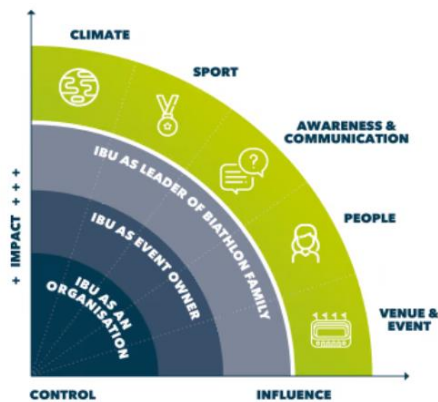 CLIMATE
SPORT
AWARENESS &
COMMUNICATION
PEOPLE
VENUE &
EVENT
IBU AS LEADER OF BIATHLON FAMILY
IBU AS EVENT OWNER
IBU AS AN
ORGANISATION
+ IMPACT + + +
CONTROL
INFLUENCE